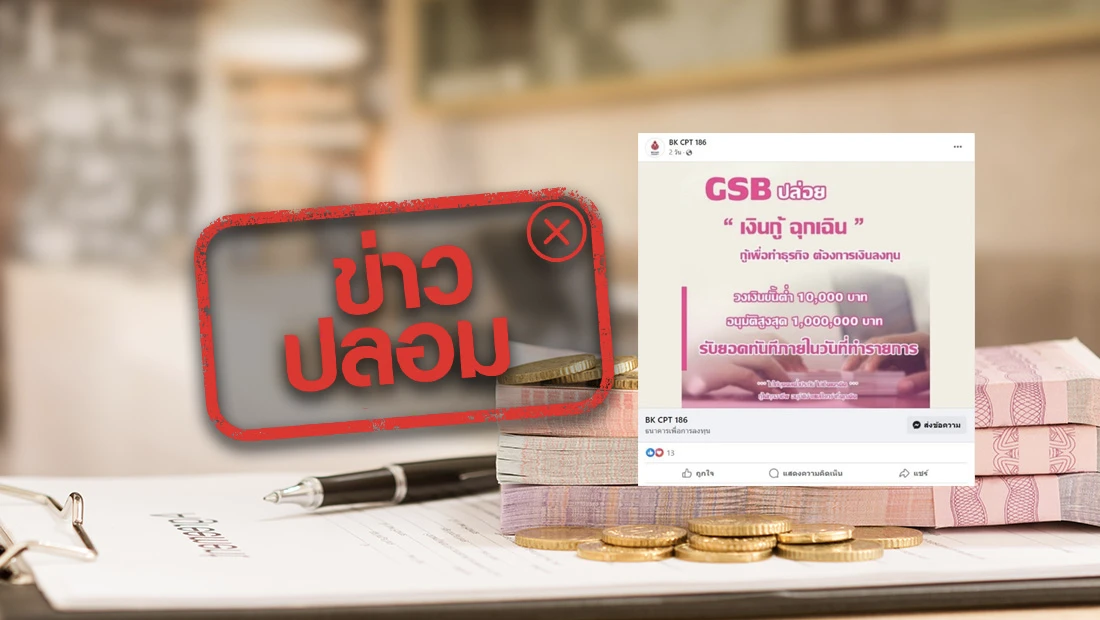 ข่าว
ปลอม
BK CPT 186
2 วัน
GSB ปล่อย
“ เงินกู้ ฉุกเฉิน ”
กู้เพื่อทำธุรกิจ ต้องการเงินลงทุน
วงเงินขั้นต่ำ 10,000 บาท
อนุมัติสูงสุด 1,000,000 บาท
รับยอดทันทีภายในวันที่ทำรายการ
BK CPT 186
ธนาคารเพื่อการลงทุน
ส่งข้อความ
13
ถูกใจ
แสดงความคิดเห็น
แชร์